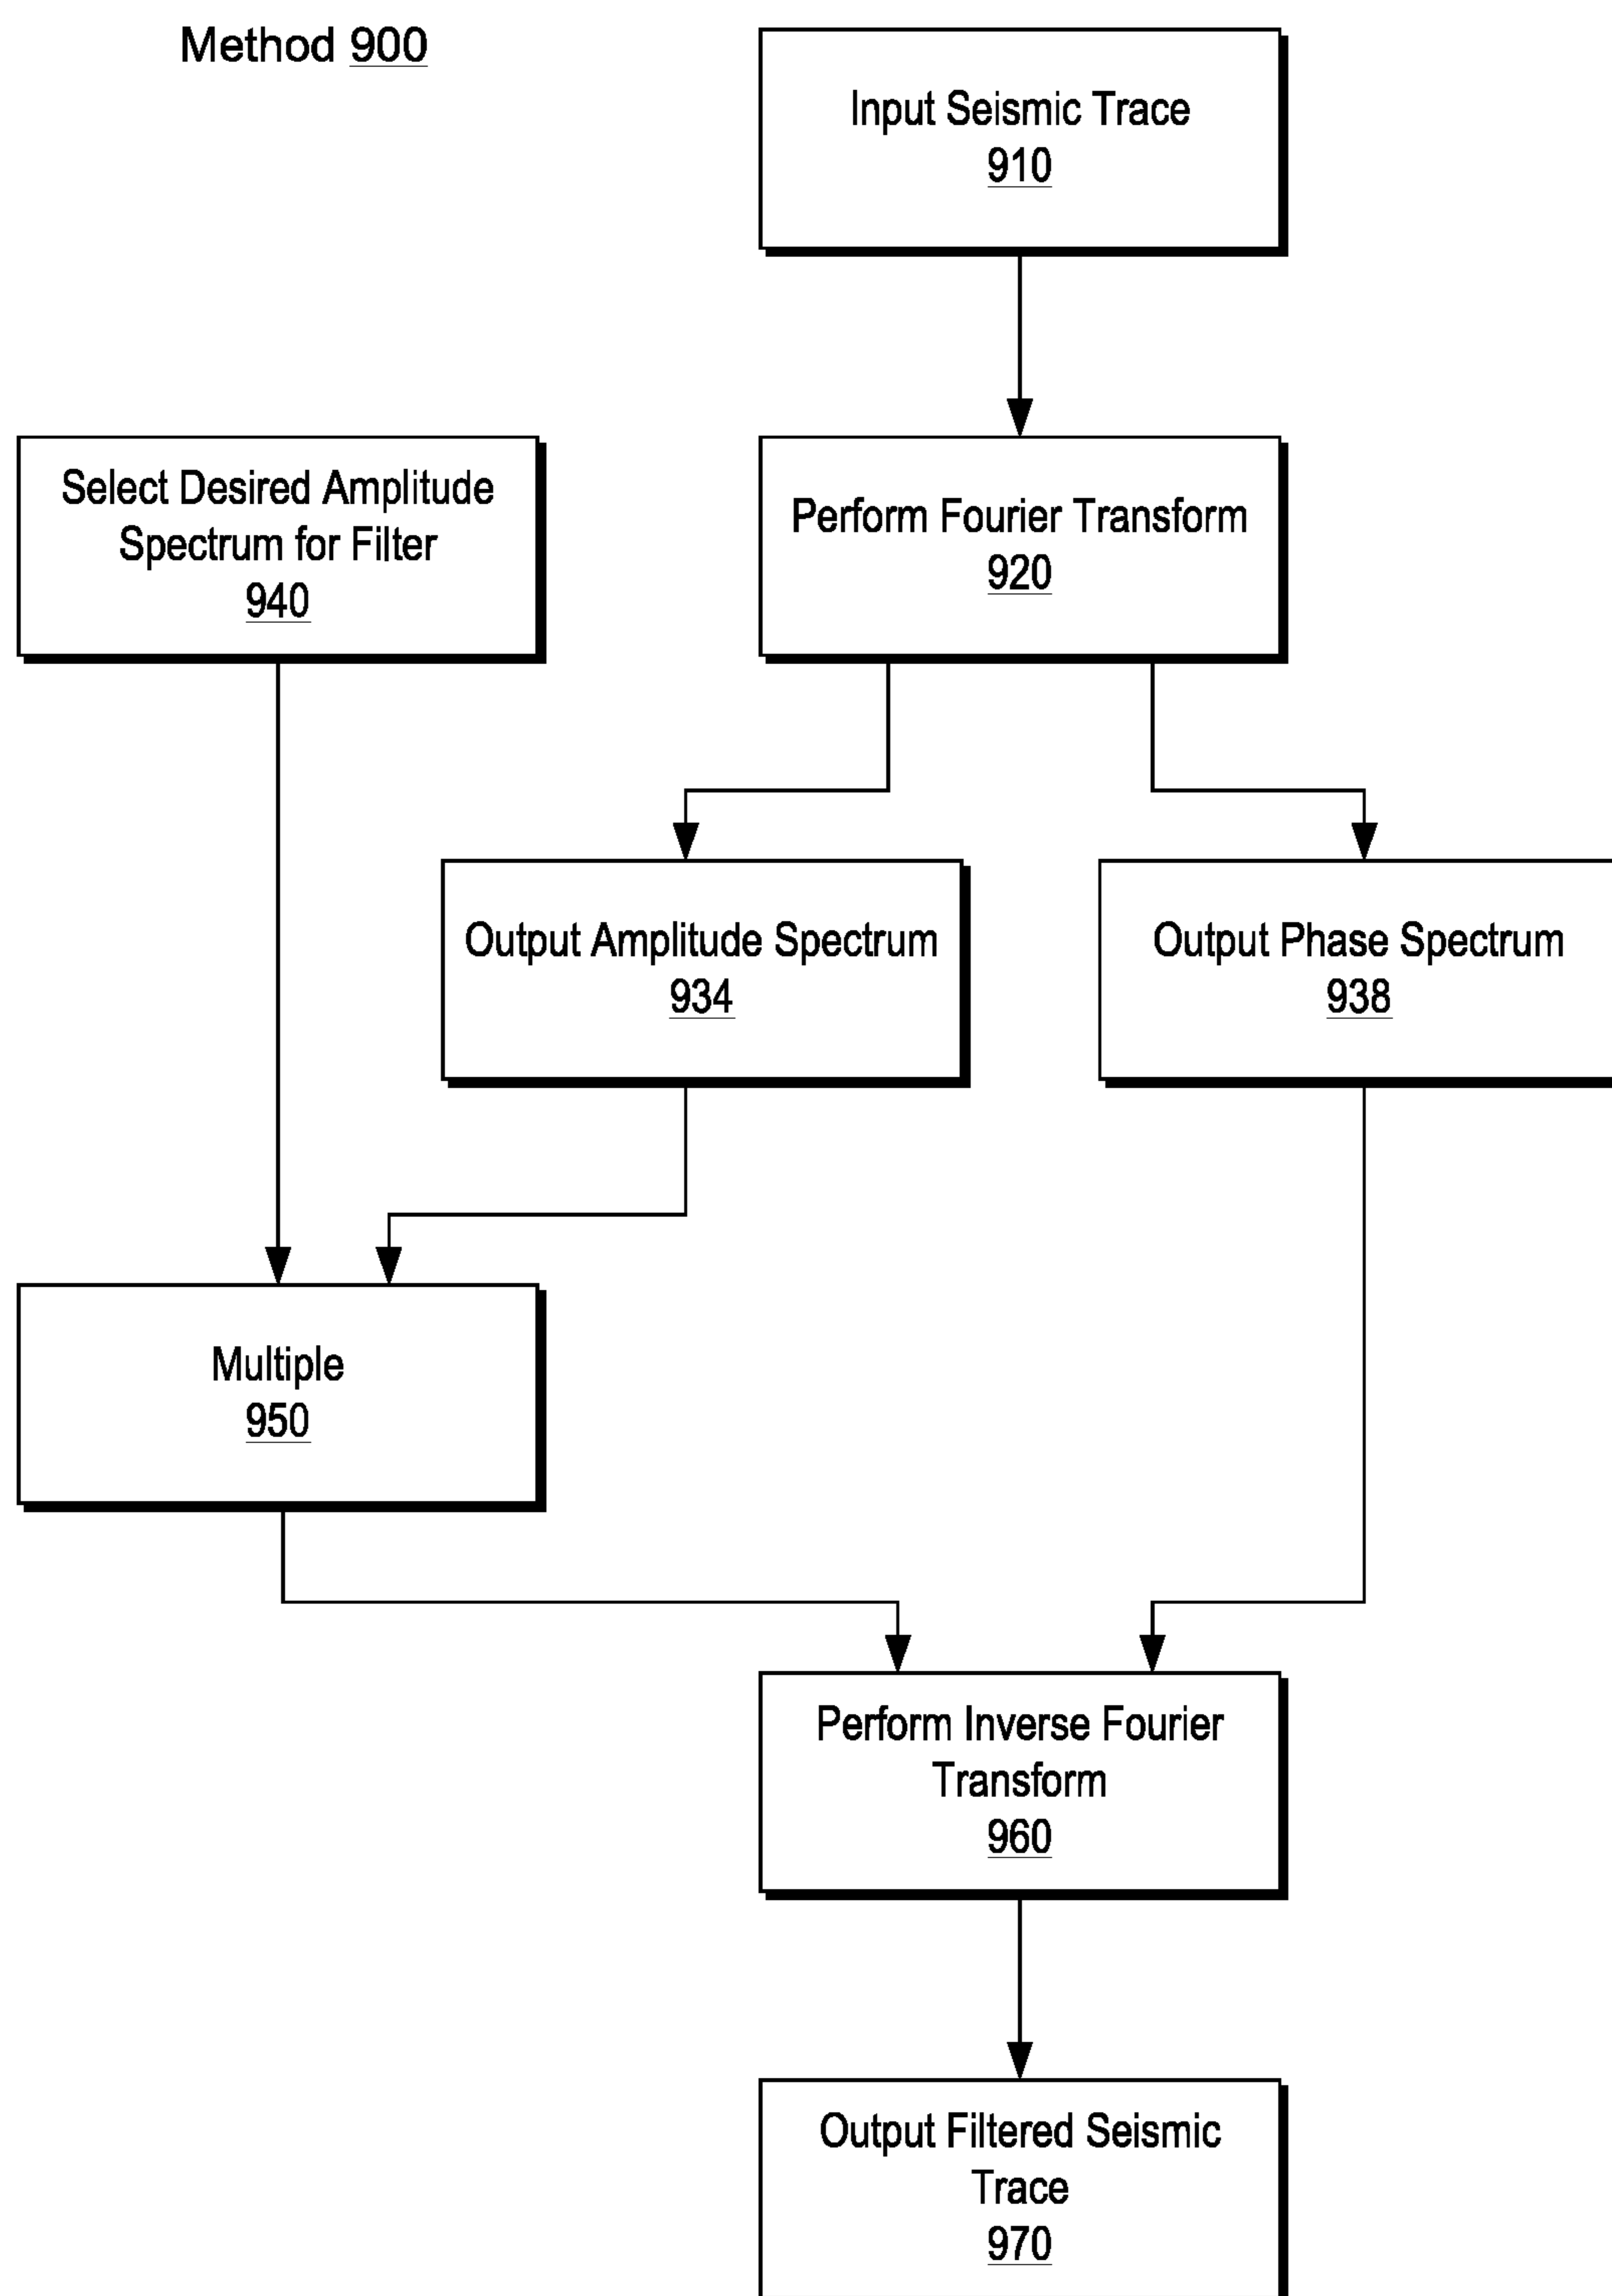 Method 900
Input Seismic Trace
910
Select Desired Amplitude
Spectrum for Filter
940
Perform Fourier Transform
920
Output Amplitude Spectrum
934
Output Phase Spectrum
938
Multiple
950
Perform Inverse Fourier
Transform
960
Output Filtered Seismic
Trace
970